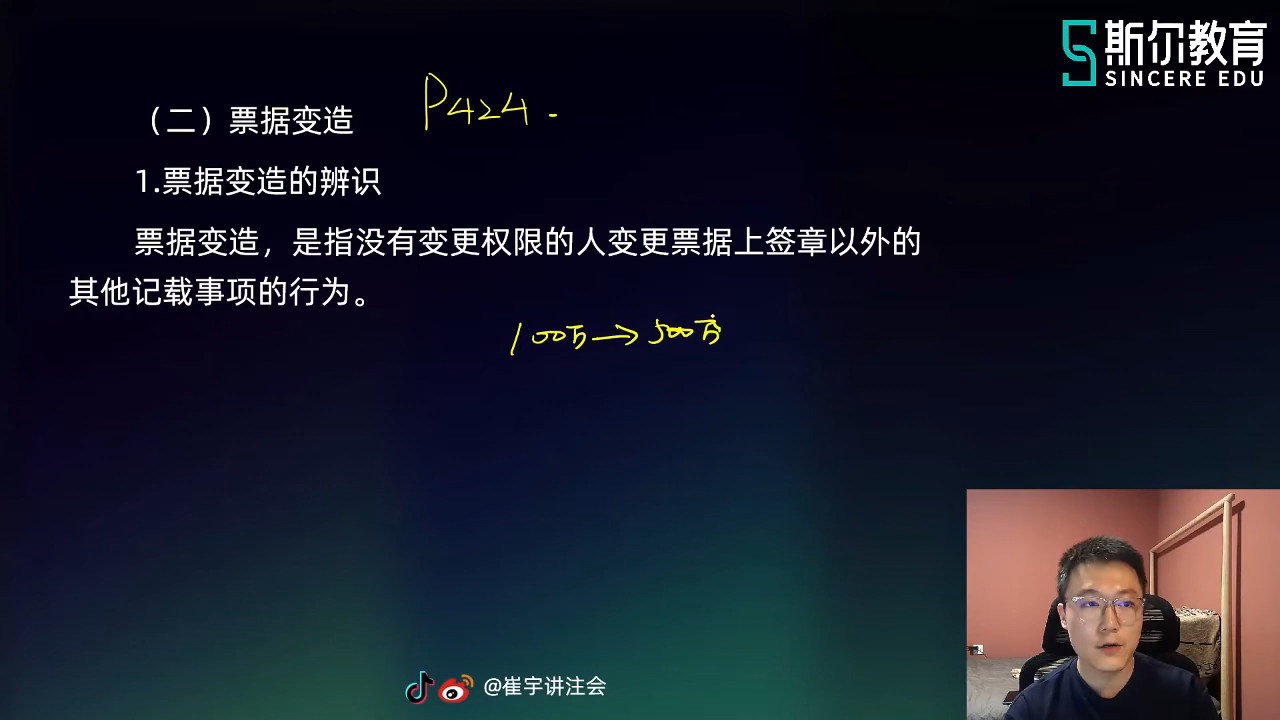 斯尔教育
SINCERE EDU
（二）票据变造 P424.
1.票据变造的辨识
票据变造，是指没有变更权限的人变更票据上签章以外的
其他记载事项的行为。
100万→500万
@崔宇讲注会